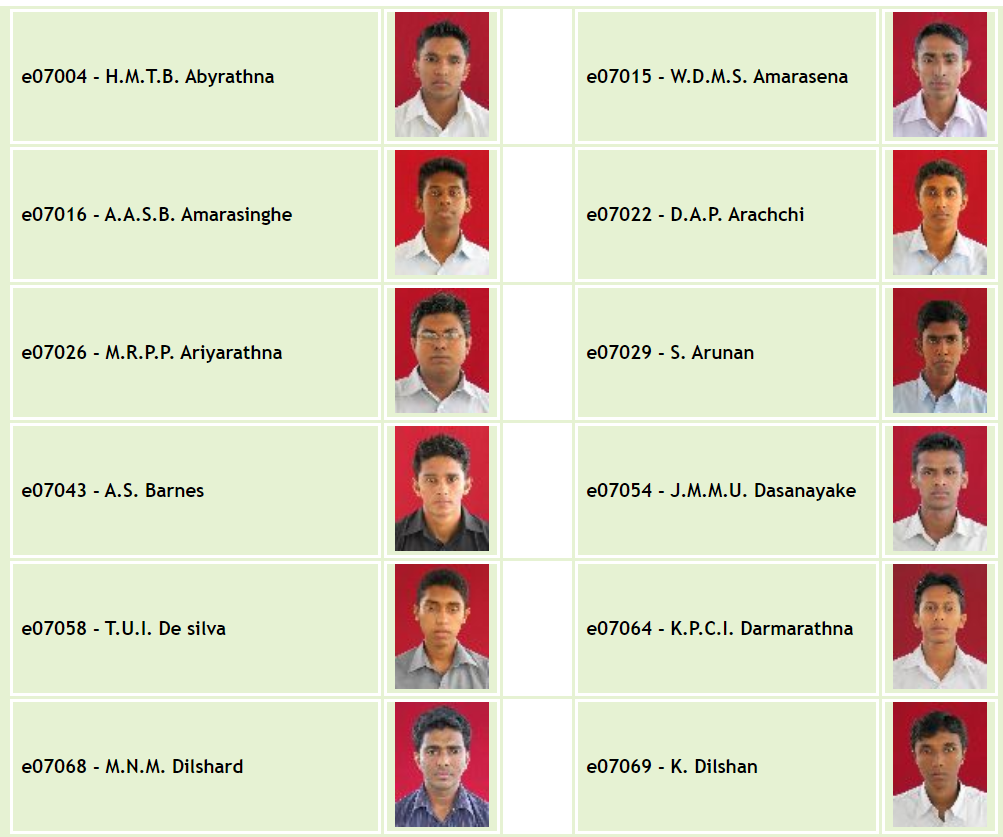 e07004 - H.M.T.B. Abyrathna
e07015 - W.D.M.S. Amarasena
e07016 - A.A.S.B. Amarasinghe
e07022 - D.A.P. Arachchi
e07026 - M.R.P.P. Ariyarathna
e07029 - S. Arunan
e07043 - A.S. Barnes
e07054 - J.M.M.U. Dasanayake
e07058 - T.U.I. De silva
e07064 - K.P.C.I. Darmarathna
e07068 - M.N.M. Dilshard
e07069 - K. Dilshan